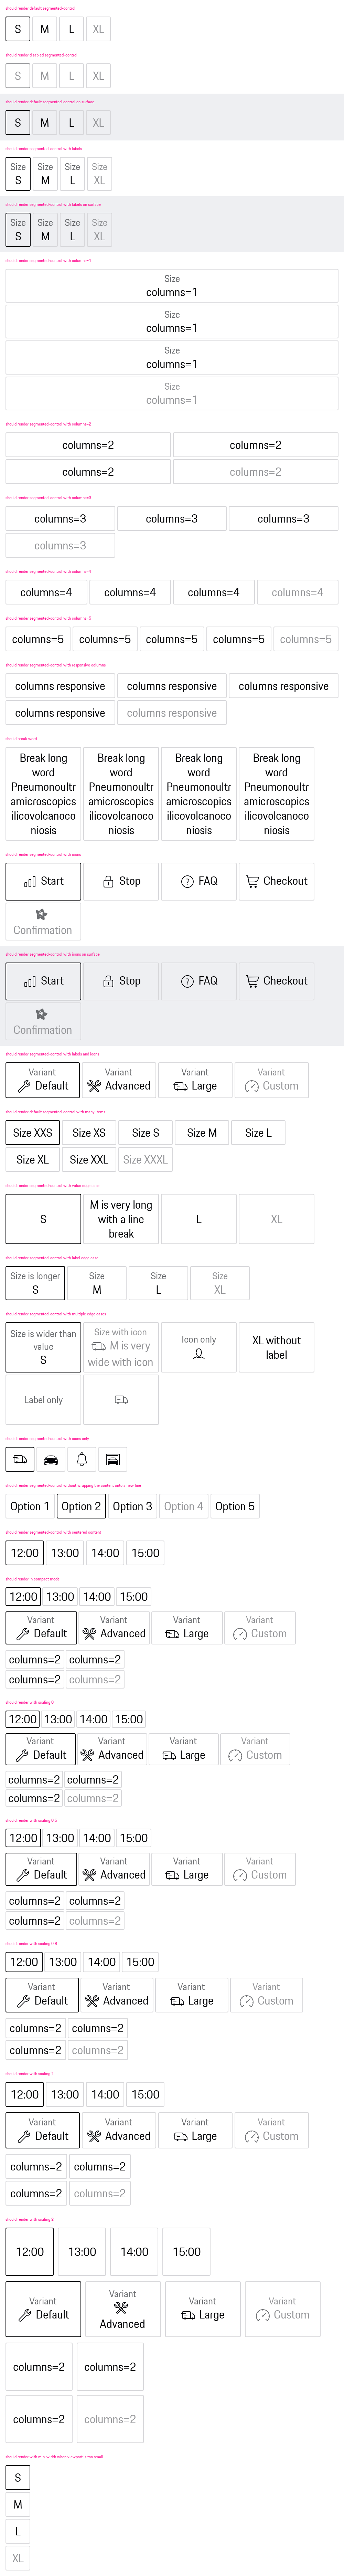 should render default segmented-control
S M L XL
should render disabled segmented-control
S M L XL
should render default segmented-control on surface
S M L XL
should render segmented-control with labels
Size Size Size Size
S M L XL
should render segmented-control with labels on surface
Size Size Size Size
S M L XL
should render segmented-control with columns=1
Size
columns=1
Size
columns=1
Size
columns=1
Size
columns=1
should render segmented-control with columns=2
columns=2 columns=2
columns=2 columns=2
should render segmented-control with columns=3
columns=3 columns=3 columns=3
columns=3
should render segmented-control with columns=4
columns=4 columns=4 columns=4 columns=4
should render segmented-control with columns=5
columns=5 columns=5 columns=5 columns=5 columns=5
should render segmented-control with responsive columns
columns responsive columns responsive columns responsive
columns responsive columns responsive
should break word
Break long Break long Break long Break long
word word word word
Pneumonoultr Pneumonoultr Pneumonoultr Pneumonoultr
amicroscopics amicroscopics amicroscopics amicroscopics
ilicovolcanoco ilicovolcanoco ilicovolcanoco ilicovolcanoco
niosis niosis niosis niosis
should render segmented-control with icons
Start Stop FAQ Checkout
Confirmation
should render segmented-control with icons on surface
Start Stop FAQ Checkout
Confirmation
should render segmented-control with labels and icons
Variant Variant Variant Variant
Default Advanced Large Custom
should render default segmented-control with many items
Size XXS Size XS Size S Size M Size L
Size XL Size XXL Size XXXL
should render segmented-control with value edge case
S M is very long with a line break L XL
should render segmented-control with label edge case
Size is longer Size Size Size
S M L XL
should render segmented-control with multiple edge cases
Size is wider than value
S
Size with icon
M is very wide with icon
Icon only
XL without label
Label only
should render segmented-control with icons only
should render segmented-control without wrapping the content onto a new line
Option 1 Option 2 Option 3 Option 4 Option 5
should render segmented-control with centered content
12:00 13:00 14:00 15:00
should render in compact mode
12:00 13:00 14:00 15:00
Variant Variant Variant Variant
Default Advanced Large Custom
columns=2 columns=2
columns=2 columns=2
should render with scaling 0
12:00 13:00 14:00 15:00
Variant Variant Variant Variant
Default Advanced Large Custom
columns=2 columns=2
columns=2 columns=2
should render with scaling 0.5
12:00 13:00 14:00 15:00
Variant Variant Variant Variant
Default Advanced Large Custom
columns=2 columns=2
columns=2 columns=2
should render with scaling 0.8
12:00 13:00 14:00 15:00
Variant Variant Variant Variant
Default Advanced Large Custom
columns=2 columns=2
columns=2 columns=2
should render with scaling 1
12:00 13:00 14:00 15:00
Variant Variant Variant Variant
Default Advanced Large Custom
columns=2 columns=2
columns=2 columns=2
should render with scaling 2
12:00 13:00 14:00 15:00
Variant Variant Variant Variant
Default Advanced Large Custom
columns=2 columns=2
columns=2 columns=2
should render with min-width when viewport is too small
S
M
L
XL